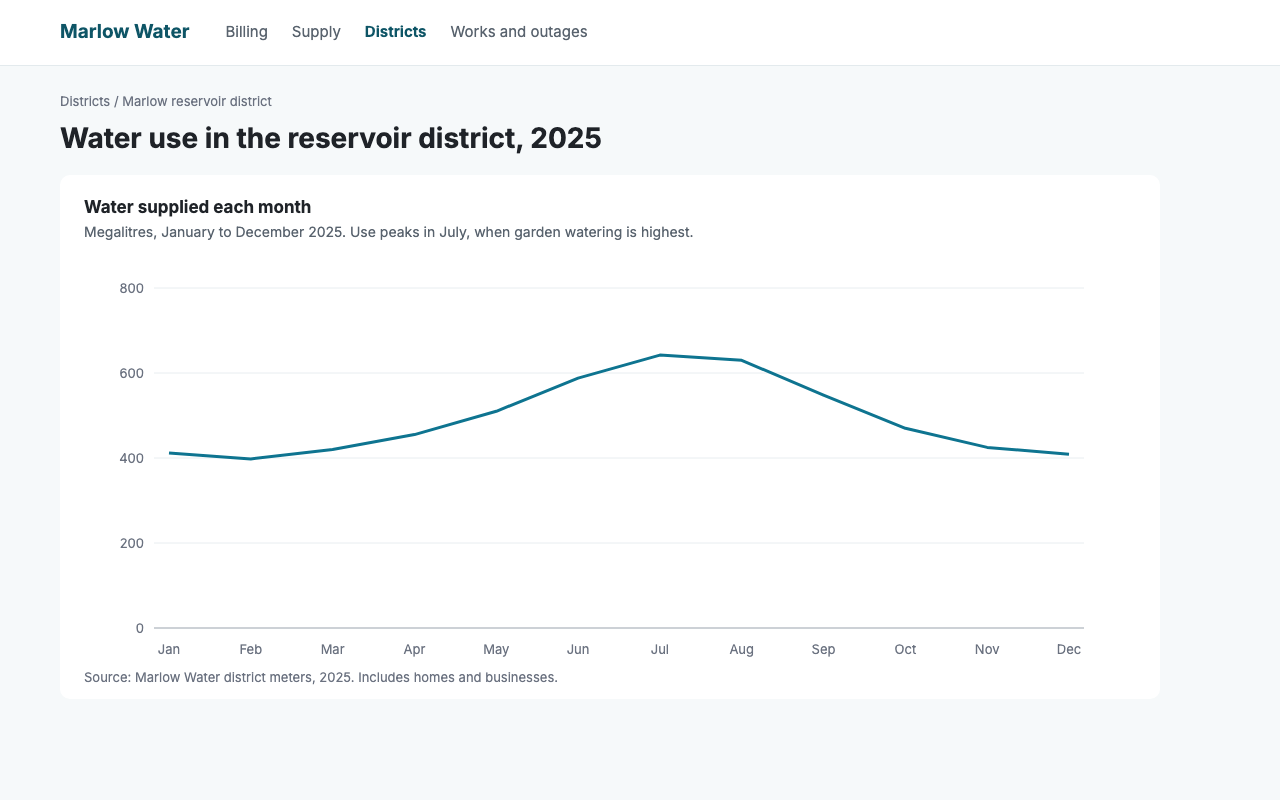 Marlow Water Billing Supply Districts Works and outages
Districts / Marlow reservoir district
Water use in the reservoir district, 2025
Water supplied each month
Megalitres, January to December 2025. Use peaks in July, when garden watering is highest.
800
600
400
200
0
Jan Feb Mar Apr May Jun Jul Aug Sep Oct Nov Dec
Source: Marlow Water district meters, 2025. Includes homes and businesses.